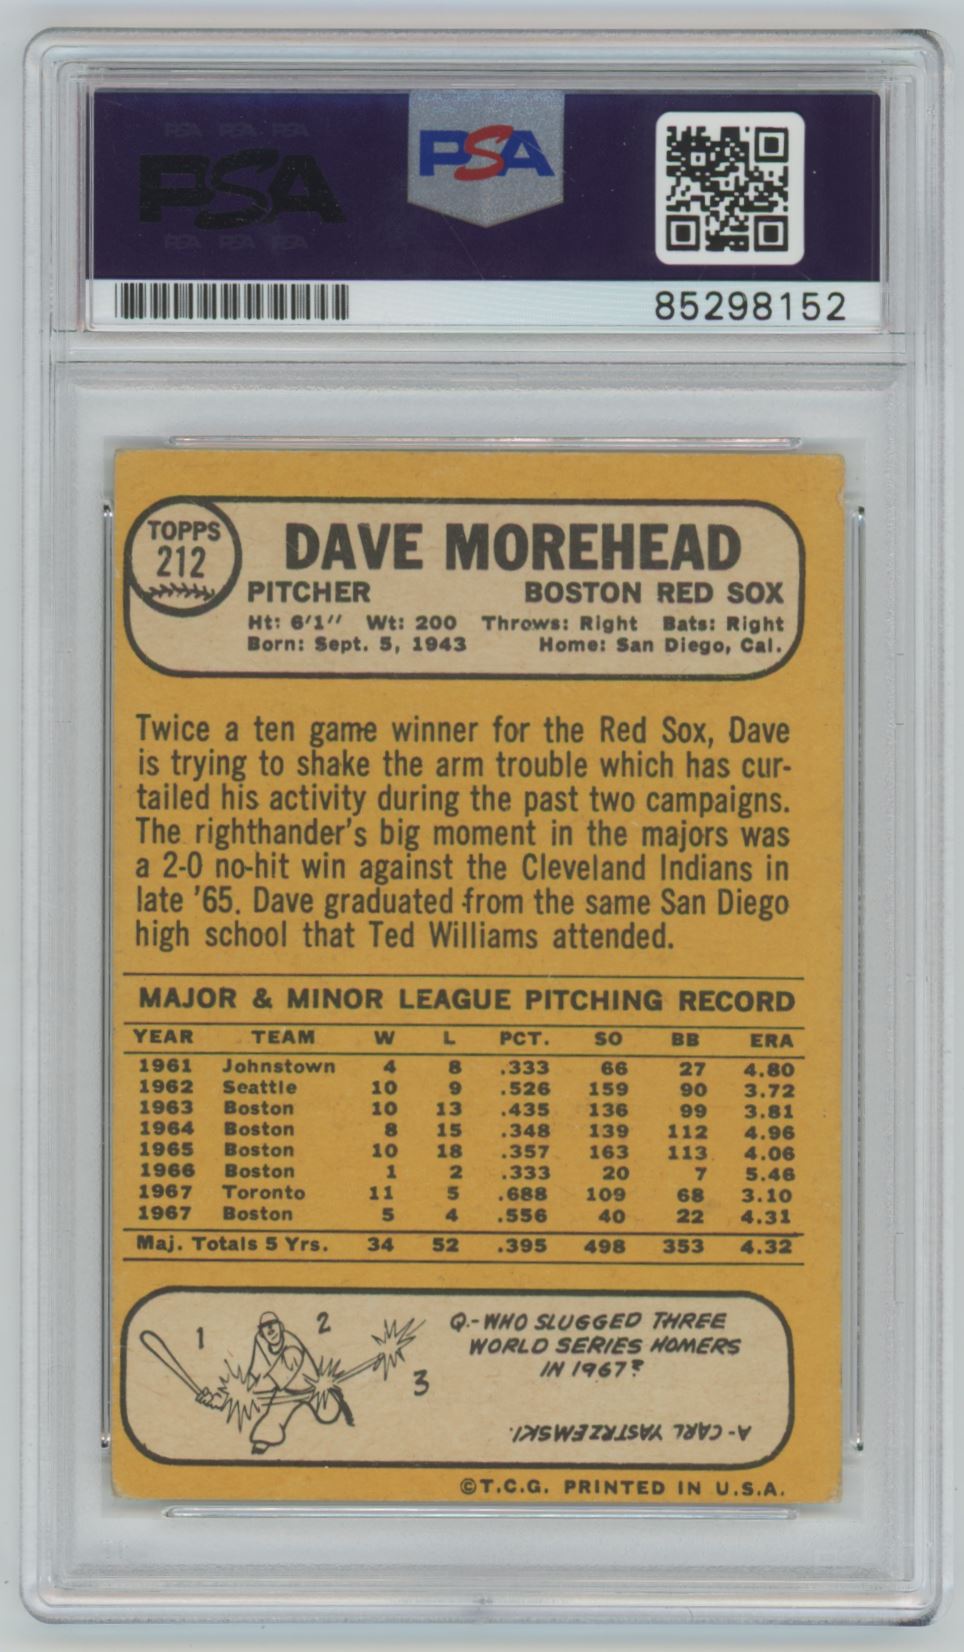 PSA PSA PSA
PSA
PSA PSA PSA
PSA
85298152
TOPPS
212
DAVE MOREHEAD
PITCHER BOSTON RED SOX
Ht: 6'1" Wt: 200 Throws: Right Bats: Right
Born: Sept. 5, 1943 Home: San Diego, Cal.
Twice a ten game winner for the Red Sox, Dave
is trying to shake the arm trouble which has cur-
tailed his activity during the past two campaigns.
The righthander's big moment in the majors was
a 2-0 no-hit win against the Cleveland Indians in
late '65. Dave graduated from the same San Diego
high school that Ted Williams attended.
MAJOR & MINOR LEAGUE PITCHING RECORD
YEAR TEAM W L PCT. SO BB ERA
1961 Johnstown 4 8 .333 66 27 4.80
1962 Seattle 10 9 .526 159 90 3.72
1963 Boston 10 13 .435 136 99 3.81
1964 Boston 8 15 .348 139 112 4.96
1965 Boston 10 18 .357 163 113 4.06
1966 Boston 1 2 .333 20 7 5.46
1967 Toronto 11 5 .688 109 68 3.10
1967 Boston 5 4 .556 40 22 4.31
Maj. Totals 5 Yrs. 34 52 .395 498 353 4.32
1 2 3
Q.-WHO SLUGGED THREE
WORLD SERIES HOMERS
IN 1967?
A-CARL YASTRZEMSKI.
©T.C.G. PRINTED IN U.S.A.